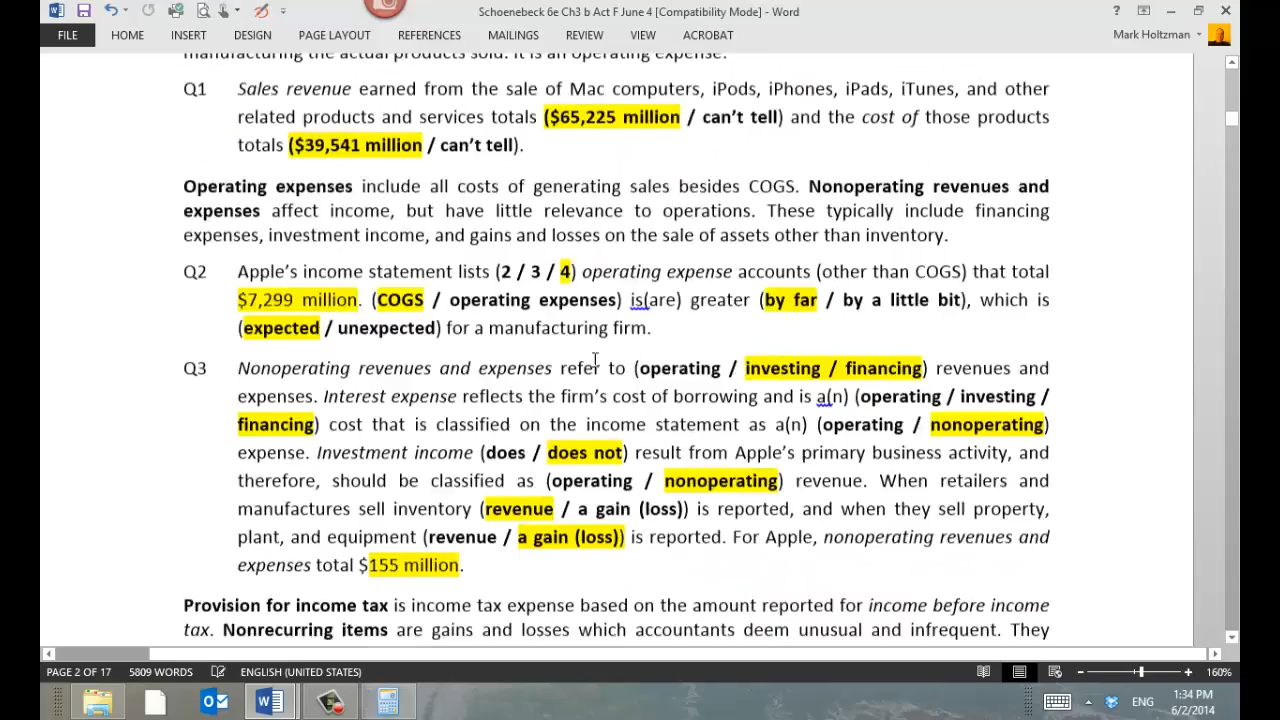 Schoenebeck 6e Ch3 b Act F June 4 [Compatibility Mode] - Word
FILE HOME INSERT DESIGN PAGE LAYOUT REFERENCES MAILINGS REVIEW VIEW ACROBAT Mark Holtzman
manufacturing the actual products sold. It is an operating expense.
Q1 Sales revenue earned from the sale of Mac computers, iPods, iPhones, iPads, iTunes, and other
related products and services totals ($65,225 million / can't tell) and the cost of those products
totals ($39,541 million / can't tell).
Operating expenses include all costs of generating sales besides COGS. Nonoperating revenues and
expenses affect income, but have little relevance to operations. These typically include financing
expenses, investment income, and gains and losses on the sale of assets other than inventory.
Q2 Apple's income statement lists (2 / 3 / 4) operating expense accounts (other than COGS) that total
$7,299 million. (COGS / operating expenses) is(are) greater (by far / by a little bit), which is
(expected / unexpected) for a manufacturing firm.
Q3 Nonoperating revenues and expenses refer to (operating / investing / financing) revenues and
expenses. Interest expense reflects the firm's cost of borrowing and is a(n) (operating / investing /
financing) cost that is classified on the income statement as a(n) (operating / nonoperating)
expense. Investment income (does / does not) result from Apple's primary business activity, and
therefore, should be classified as (operating / nonoperating) revenue. When retailers and
manufactures sell inventory (revenue / a gain (loss)) is reported, and when they sell property,
plant, and equipment (revenue / a gain (loss)) is reported. For Apple, nonoperating revenues and
expenses total $155 million.
Provision for income tax is income tax expense based on the amount reported for income before income
tax. Nonrecurring items are gains and losses which accountants deem unusual and infrequent. They
PAGE 2 OF 17 5809 WORDS ENGLISH (UNITED STATES) 160%
ENG 1:34 PM
6/2/2014